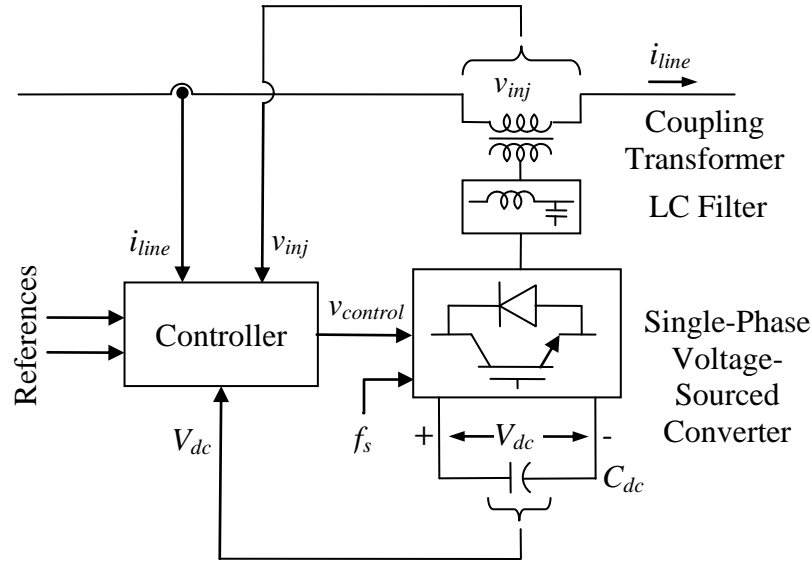 i_line
v_inj
Coupling
Transformer
LC Filter
i_line
v_inj
References
Controller
v_control
Single-Phase
Voltage-
Sourced
Converter
V_dc
f_s
+
V_dc
-
C_dc